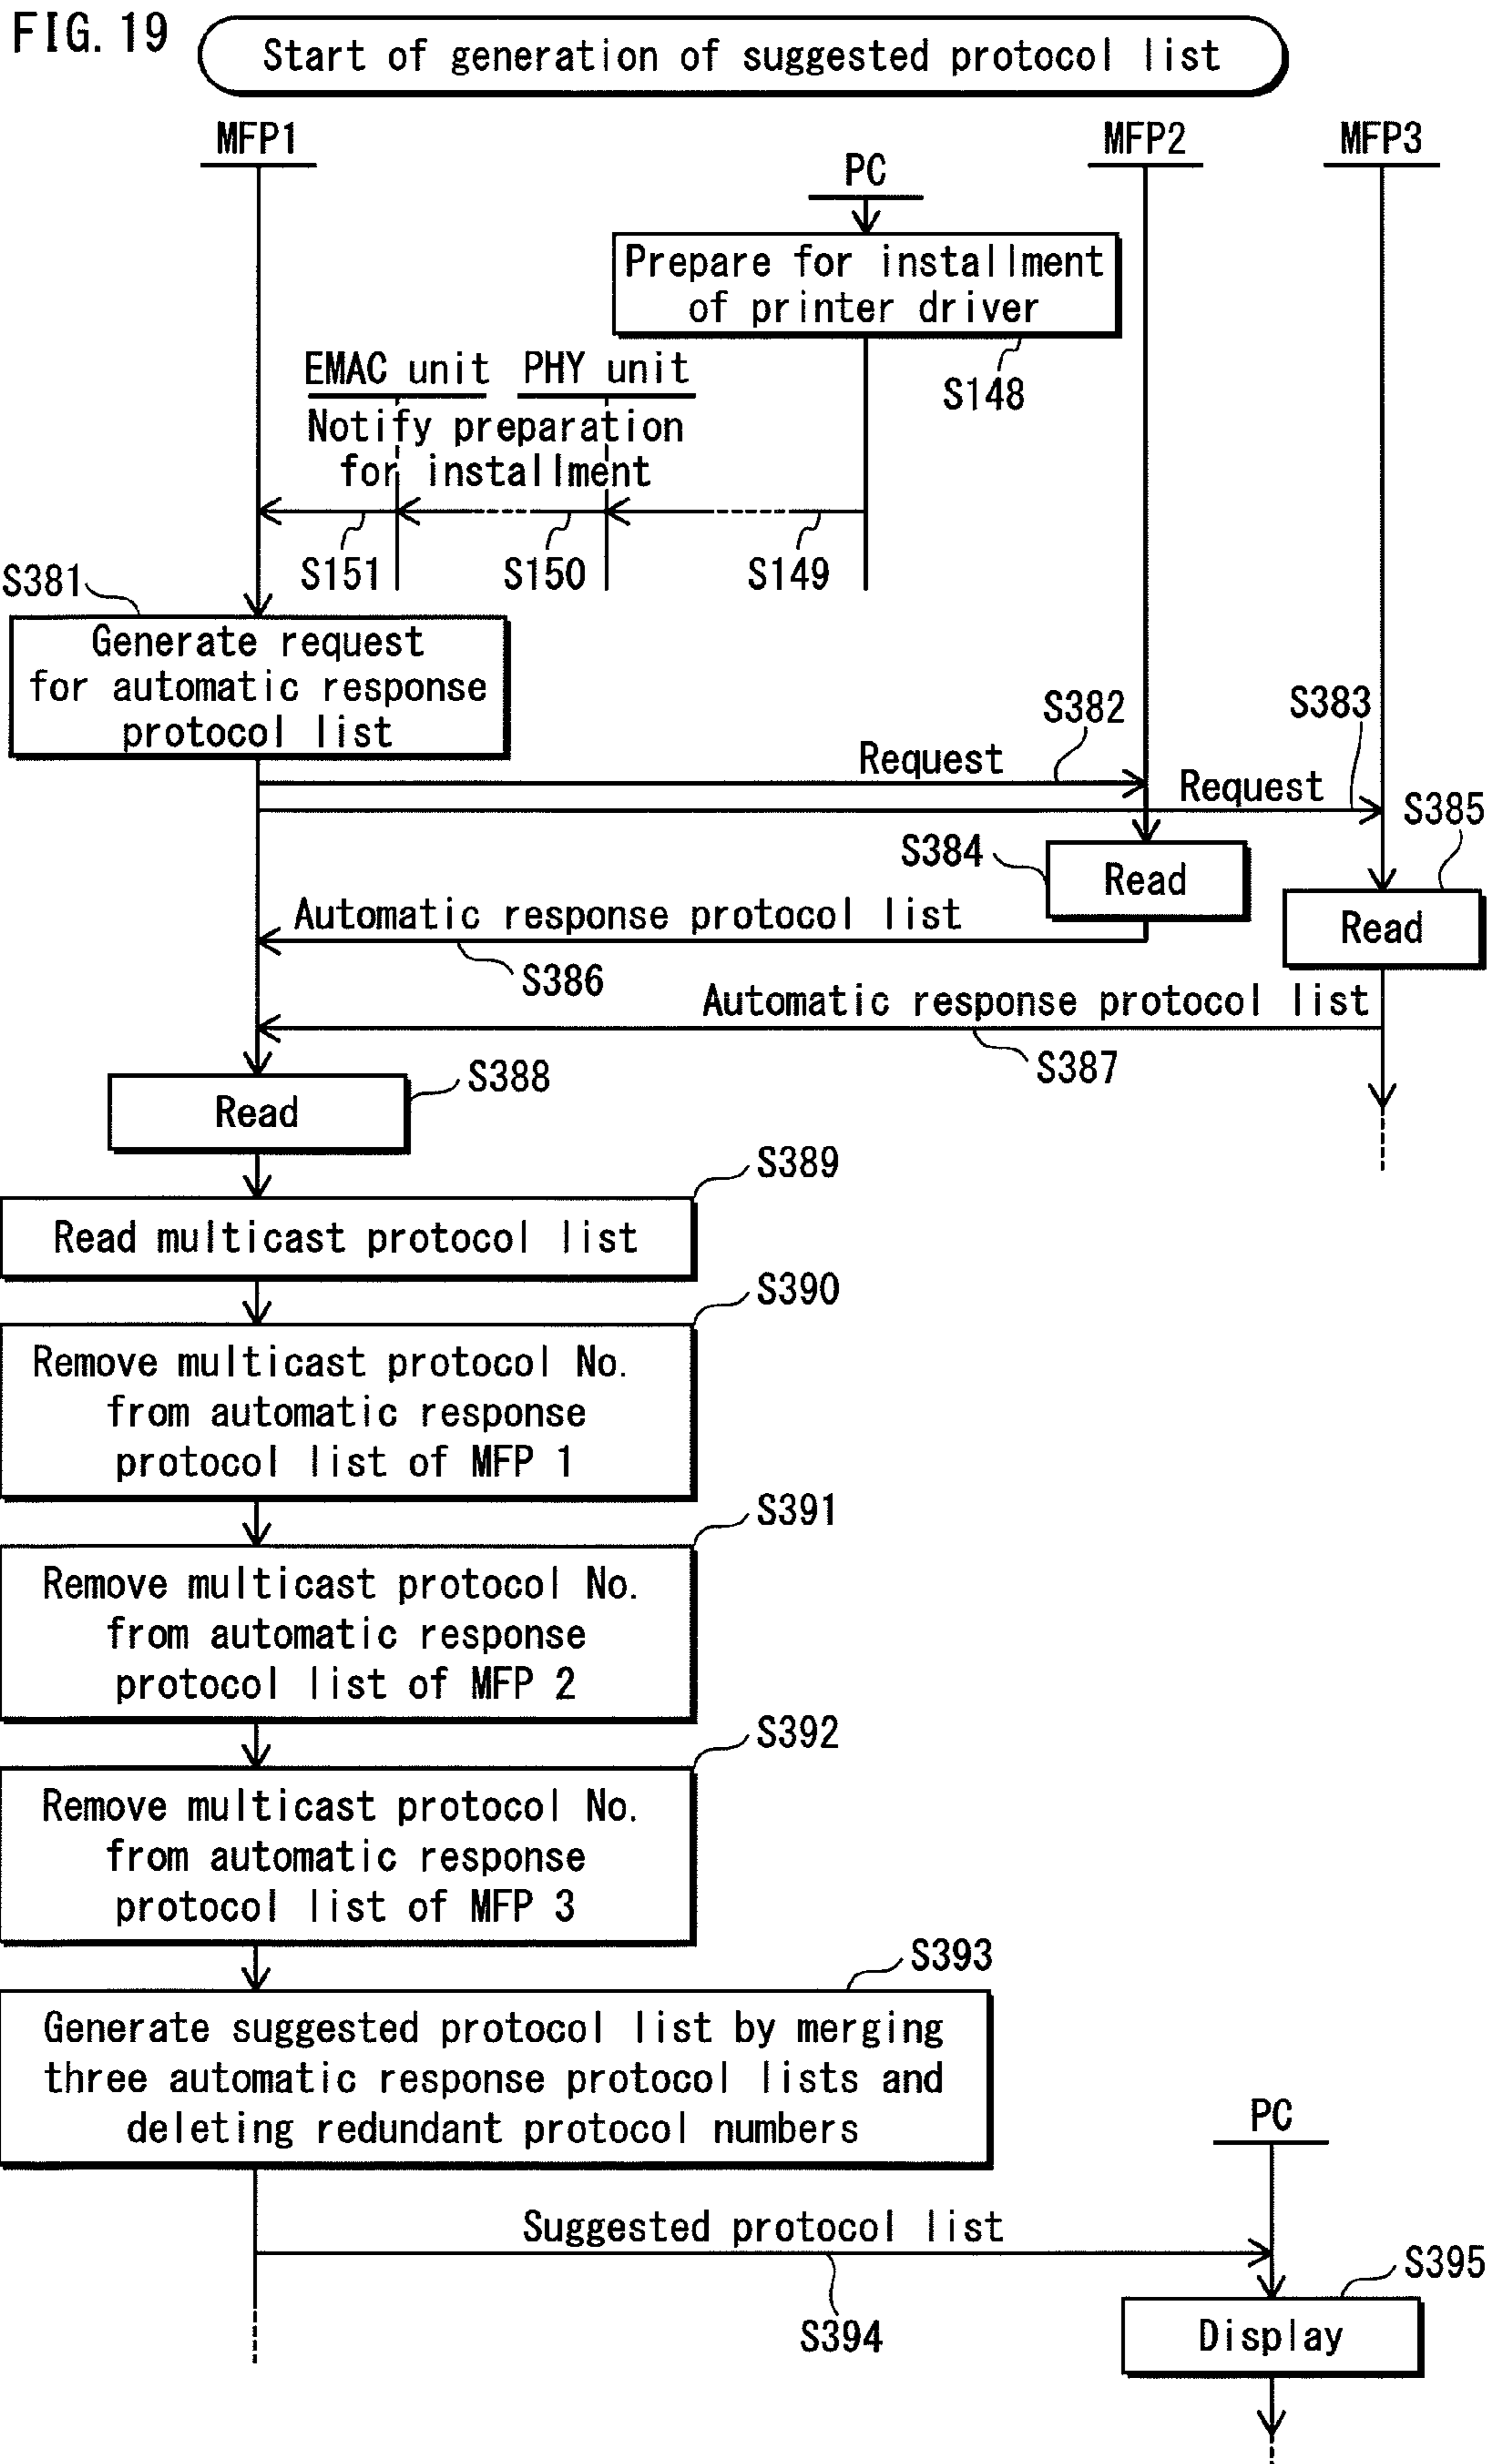 FIG. 19
Start of generation of suggested protocol list
MFP1
PC
MFP2
MFP3
Prepare for installment
of printer driver
S148
EMAC unit
PHY unit
Notify preparation
for installment
S151
S150
S149
S381
Generate request
for automatic response
protocol list
S382
Request
S383
Request
S384
Read
S385
Read
Automatic response protocol list
S386
Automatic response protocol list
S387
Read
S388
S389
Read multicast protocol list
S390
Remove multicast protocol No.
from automatic response
protocol list of MFP 1
S391
Remove multicast protocol No.
from automatic response
protocol list of MFP 2
S392
Remove multicast protocol No.
from automatic response
protocol list of MFP 3
S393
Generate suggested protocol list by merging
three automatic response protocol lists and
deleting redundant protocol numbers
PC
Suggested protocol list
S394
S395
Display